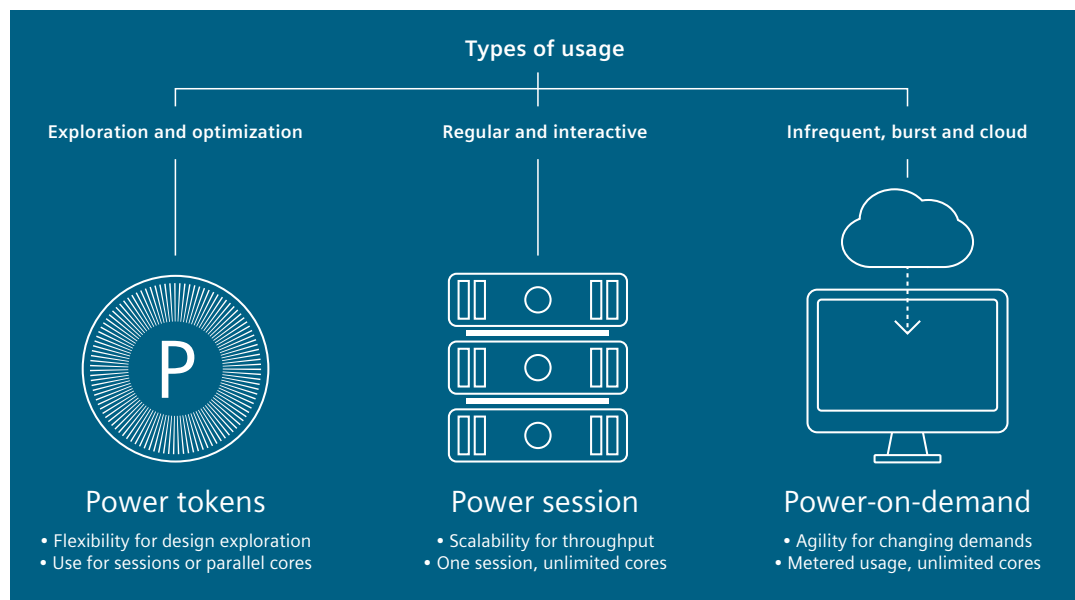 Types of usage
Exploration and optimization
Regular and interactive
Infrequent, burst and cloud
P
Power tokens
• Flexibility for design exploration
• Use for sessions or parallel cores
Power session
• Scalability for throughput
• One session, unlimited cores
Power-on-demand
• Agility for changing demands
• Metered usage, unlimited cores